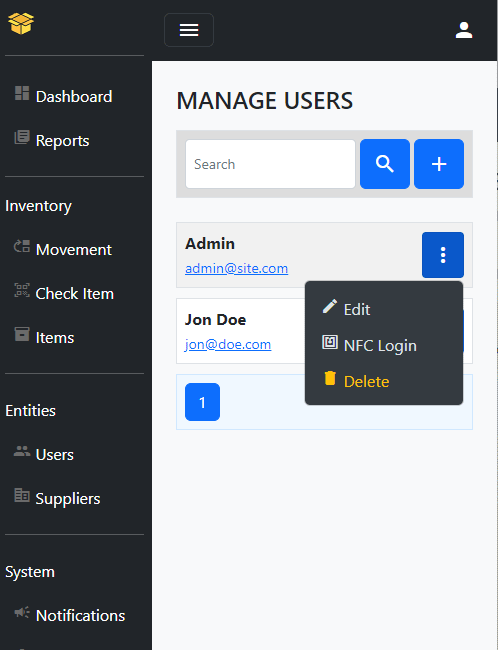 Dashboard
Reports
Inventory
Movement
Check Item
Items
Entities
Users
Suppliers
System
Notifications
MANAGE USERS
Search
Admin
admin@site.com
Edit
NFC Login
Delete
Jon Doe
jon@doe.com
1